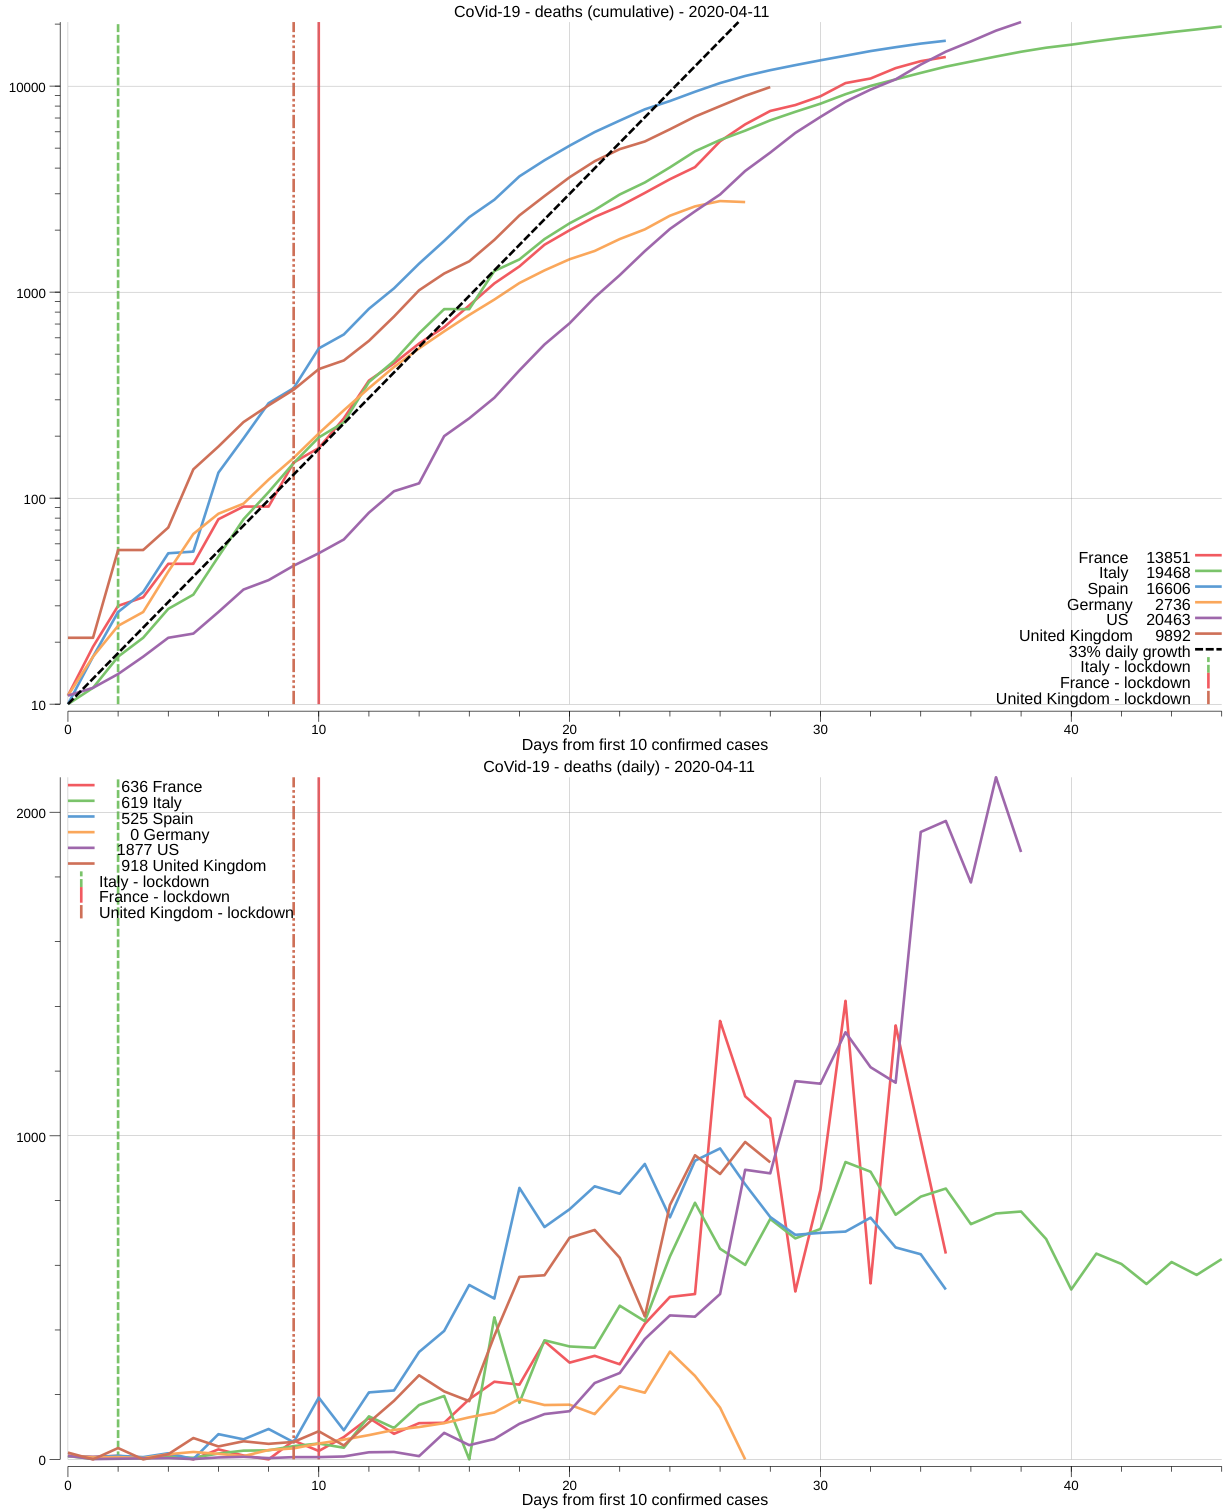 CoVid-19 - deaths (cumulative) - 2020-04-11
10000
1000
100
10
France 13851
Italy 19468
Spain 16606
Germany 2736
US 20463
United Kingdom 9892
33% daily growth
Italy - lockdown
France - lockdown
United Kingdom - lockdown
0 10 20 30 40
Days from first 10 confirmed cases
CoVid-19 - deaths (daily) - 2020-04-11
636 France
619 Italy
525 Spain
0 Germany
1877 US
918 United Kingdom
Italy - lockdown
France - lockdown
United Kingdom - lockdown
2000
1000
0
0 10 20 30 40
Days from first 10 confirmed cases